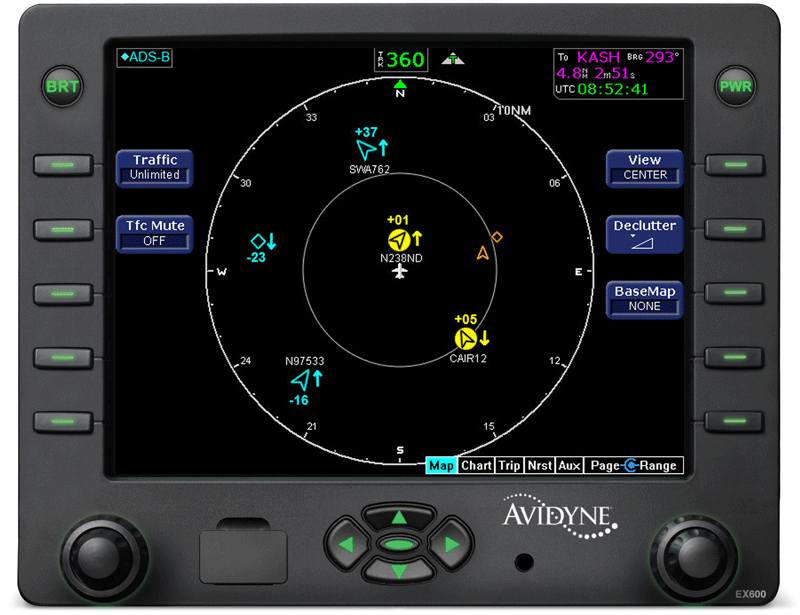 BRT
◆ADS-B
TRK 360
To KASH BRG 293°
4.8NM 2m51s
UTC 08:52:41
PWR
N
33
03
10NM
30
06
W
E
24
12
21
15
S
Traffic
Unlimited
Tfc Mute
OFF
View
CENTER
Declutter
BaseMap
NONE
+37
SWA762
+01
N238ND
-23
+05
CAIR12
N97533
-16
Map Chart Trip Nrst Aux Page Range
AVIDYNE
EX600